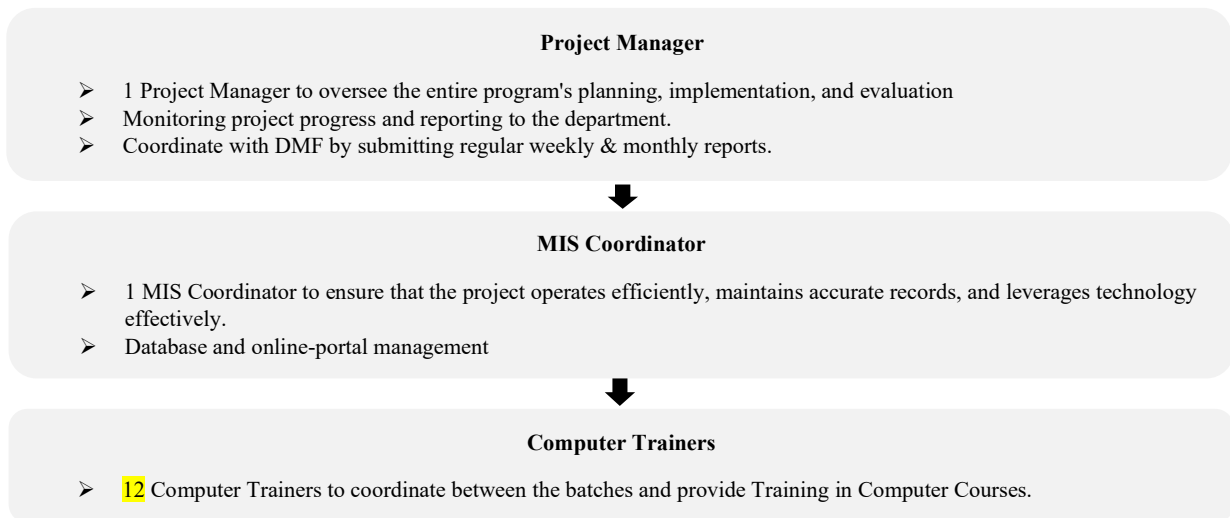 Project Manager
➢ 1 Project Manager to oversee the entire program's planning, implementation, and evaluation
➢ Monitoring project progress and reporting to the department.
➢ Coordinate with DMF by submitting regular weekly & monthly reports.
MIS Coordinator
➢ 1 MIS Coordinator to ensure that the project operates efficiently, maintains accurate records, and leverages technology
effectively.
➢ Database and online-portal management
Computer Trainers
➢ 12 Computer Trainers to coordinate between the batches and provide Training in Computer Courses.